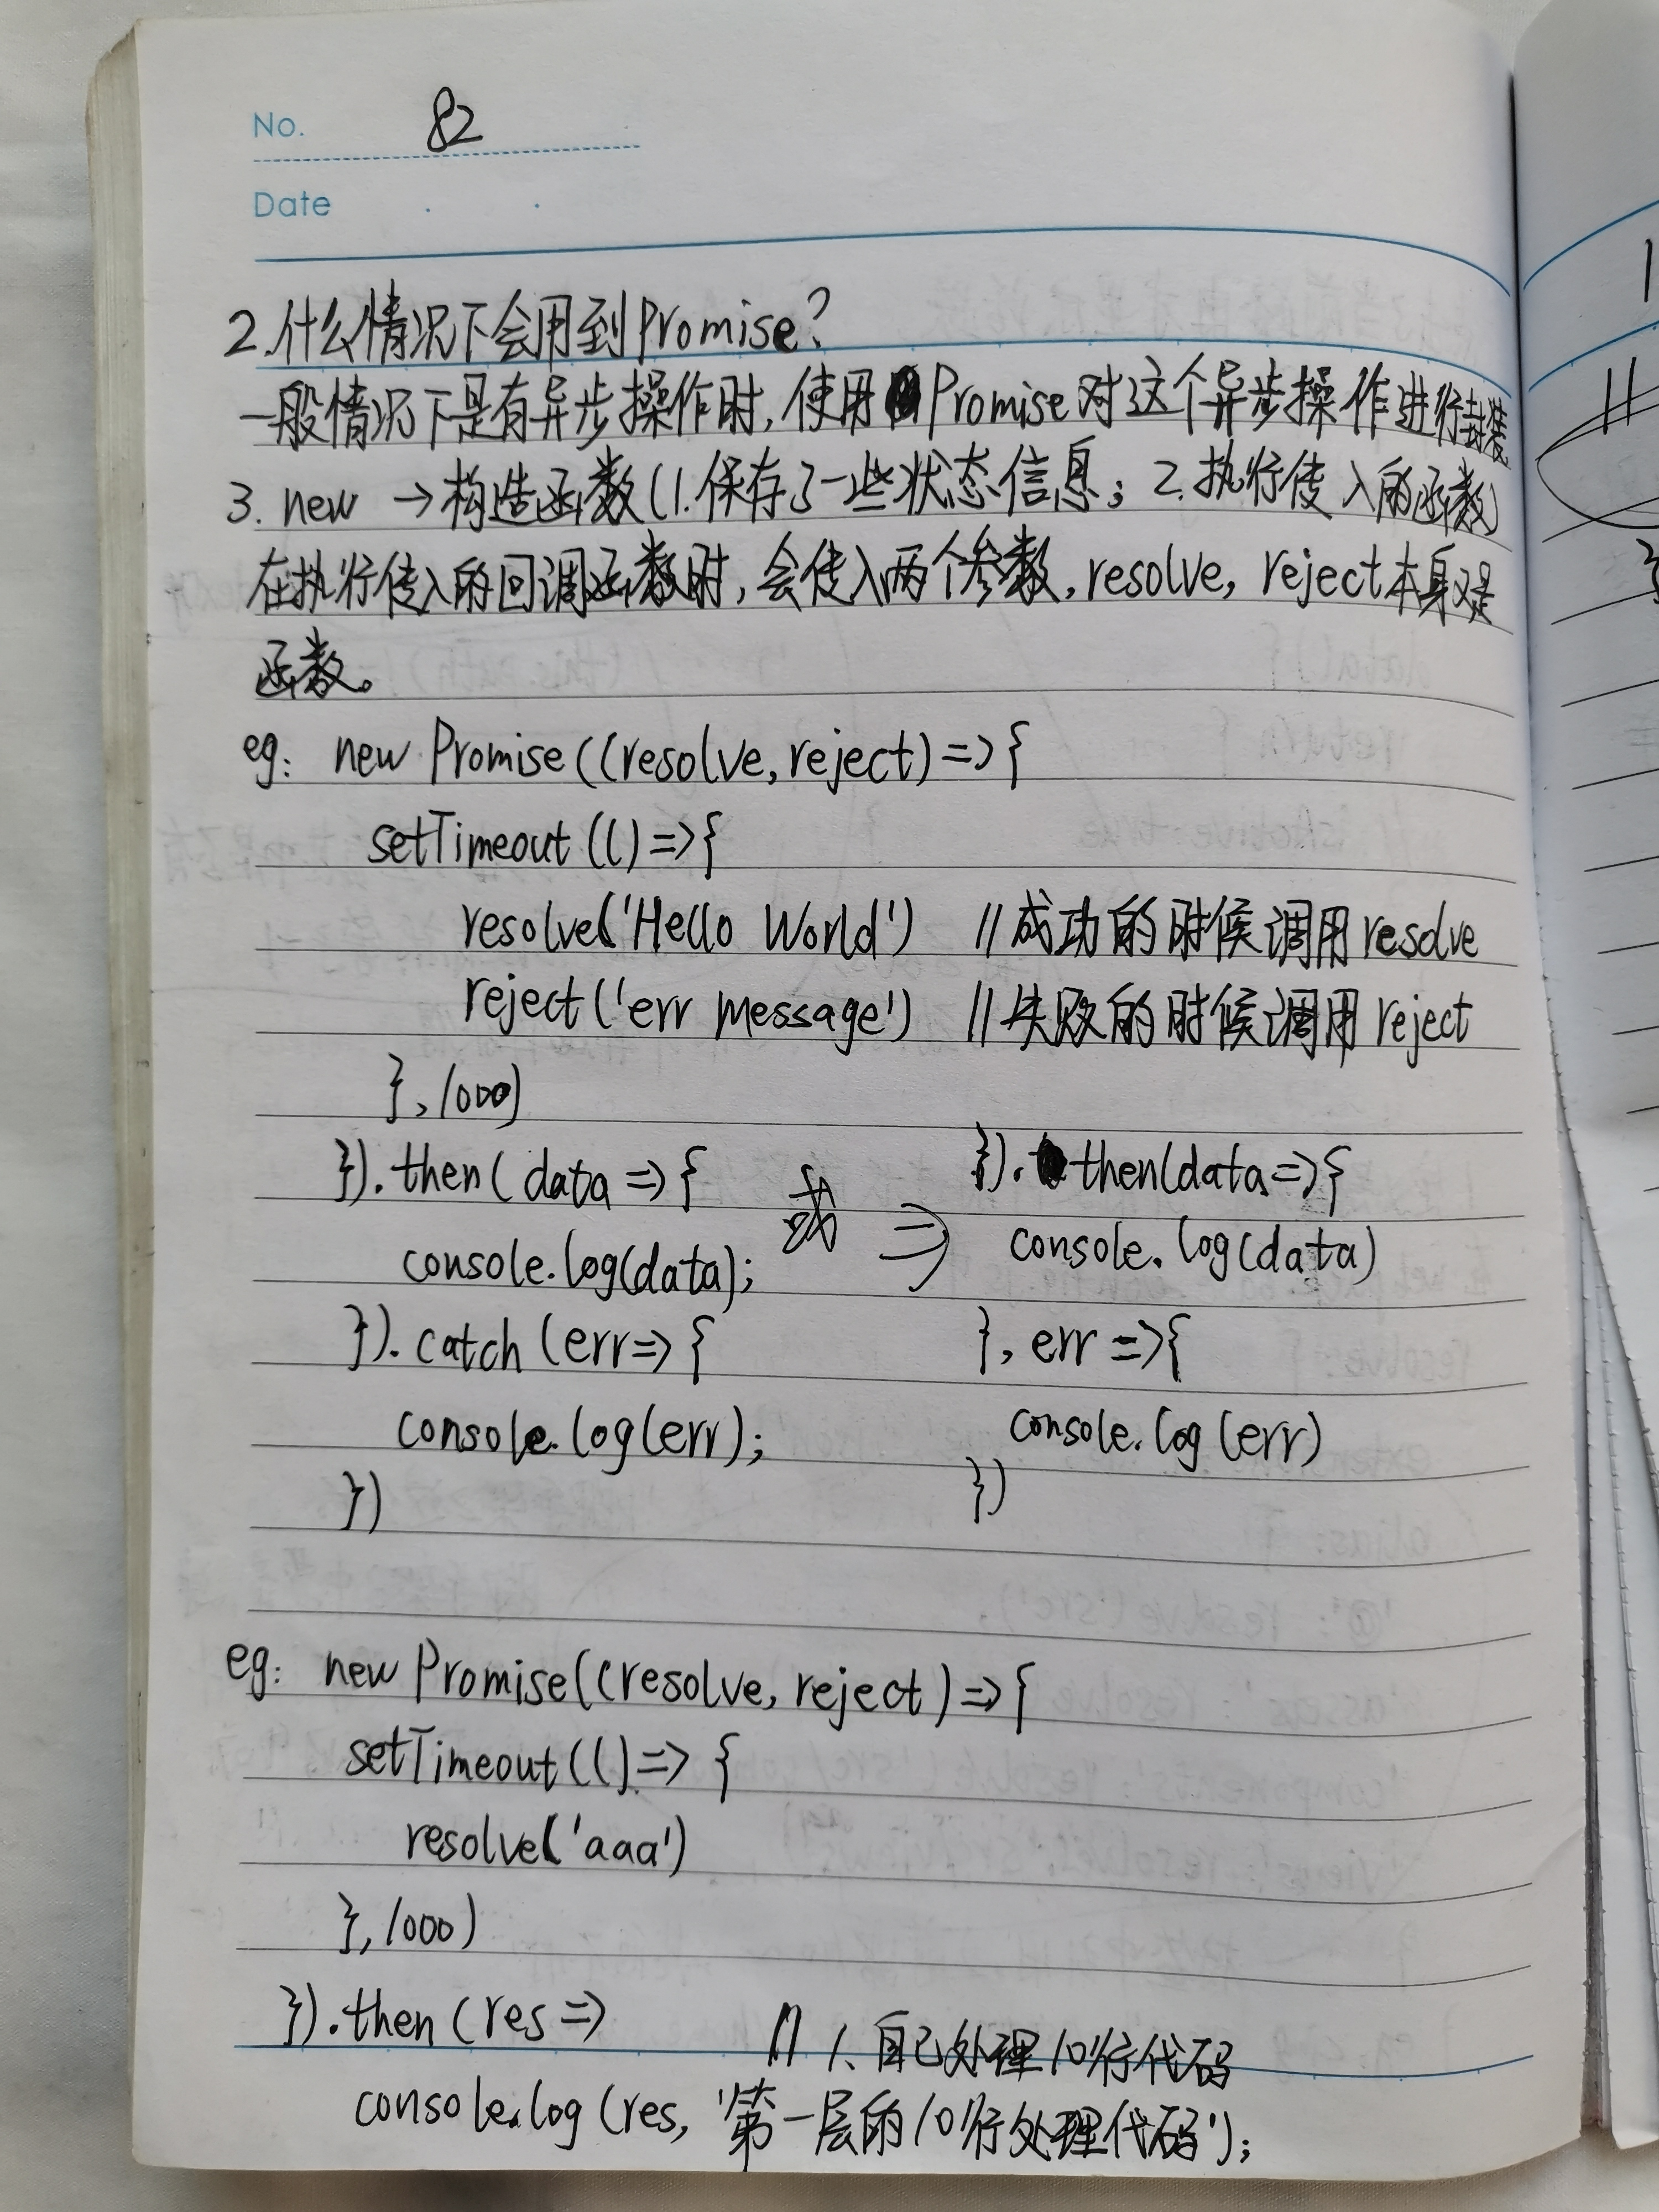 No. 82
Date
2.什么情况下会用到Promise?
一般情况下是有异步操作时,使用Promise对这个异步操作进行封装
3. new →构造函数(1.保存了一些状态信息; 2.执行传入的函数)
在执行传入的回调函数时,会传入两个参数,resolve, reject本身又是
函数。
eg: new Promise((resolve, reject) => {
setTimeout(() => {
resolve('Hello World') //成功的时候调用resolve
reject('err message') //失败的时候调用reject
}, 1000)
}).then(data => { 或 => }).then(data => {
console.log(data); console.log(data)
}).catch(err => { }, err => {
console.log(err); console.log(err)
}) })
eg: new Promise((resolve, reject) => {
setTimeout(() => {
resolve('aaa')
}, 1000)
}).then(res => // 1、自己处理10行代码
console.log(res, '第一层的10行处理代码');